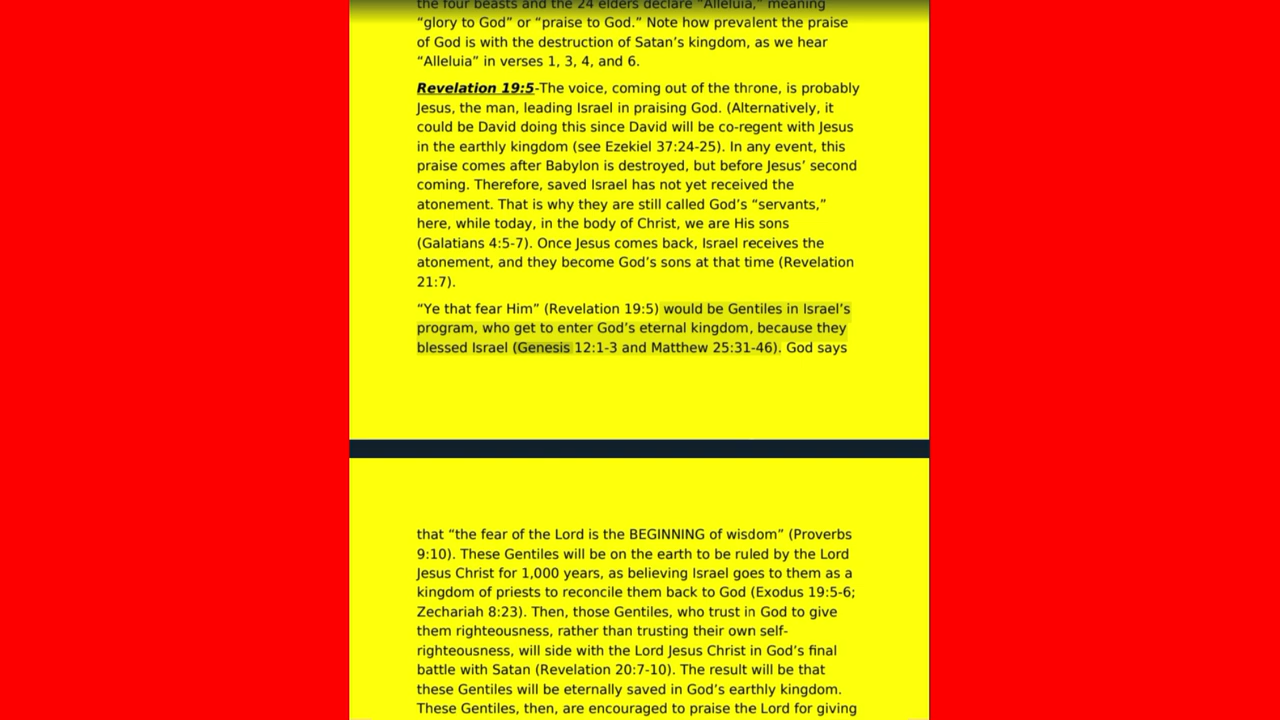 the four beasts and the 24 elders declare “Alleluia,” meaning
“glory to God” or “praise to God.” Note how prevalent the praise
of God is with the destruction of Satan’s kingdom, as we hear
“Alleluia” in verses 1, 3, 4, and 6.
Revelation 19:5-The voice, coming out of the throne, is probably
Jesus, the man, leading Israel in praising God. (Alternatively, it
could be David doing this since David will be co-regent with Jesus
in the earthly kingdom (see Ezekiel 37:24-25). In any event, this
praise comes after Babylon is destroyed, but before Jesus’ second
coming. Therefore, saved Israel has not yet received the
atonement. That is why they are still called God’s “servants,”
here, while today, in the body of Christ, we are His sons
(Galatians 4:5-7). Once Jesus comes back, Israel receives the
atonement, and they become God’s sons at that time (Revelation
21:7).
“Ye that fear Him” (Revelation 19:5) would be Gentiles in Israel’s
program, who get to enter God’s eternal kingdom, because they
blessed Israel (Genesis 12:1-3 and Matthew 25:31-46). God says
that “the fear of the Lord is the BEGINNING of wisdom” (Proverbs
9:10). These Gentiles will be on the earth to be ruled by the Lord
Jesus Christ for 1,000 years, as believing Israel goes to them as a
kingdom of priests to reconcile them back to God (Exodus 19:5-6;
Zechariah 8:23). Then, those Gentiles, who trust in God to give
them righteousness, rather than trusting their own self-
righteousness, will side with the Lord Jesus Christ in God’s final
battle with Satan (Revelation 20:7-10). The result will be that
these Gentiles will be eternally saved in God’s earthly kingdom.
These Gentiles, then, are encouraged to praise the Lord for giving